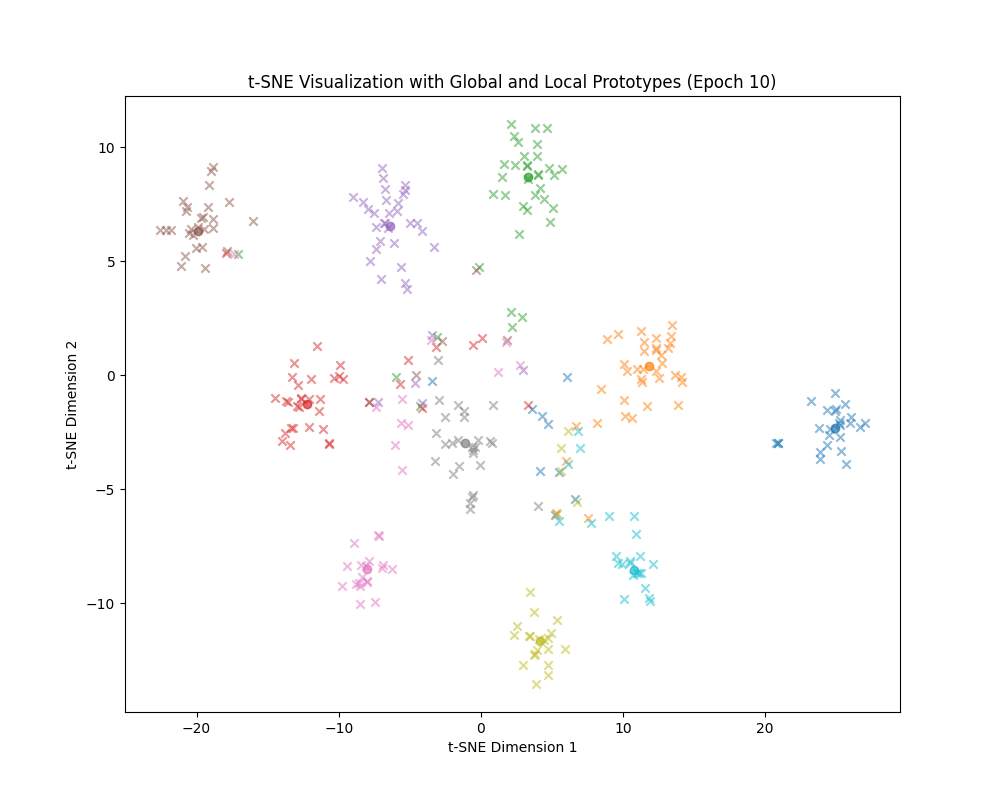 t-SNE Visualization with Global and Local Prototypes (Epoch 10)
10
5
0
−5
−10
t-SNE Dimension 2
−20 −10 0 10 20
t-SNE Dimension 1